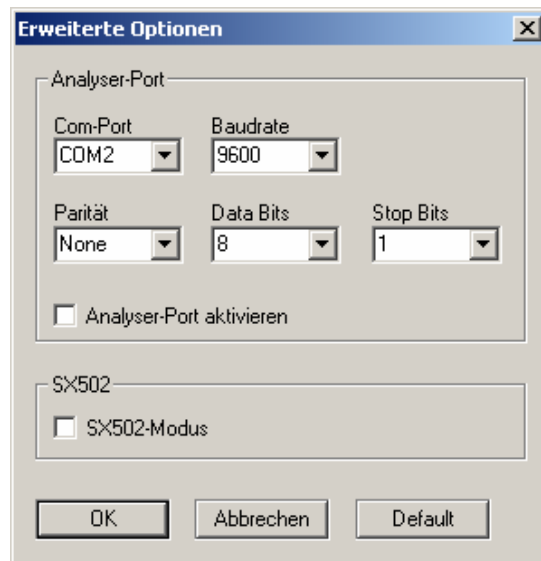 Erweiterte Optionen
Analyser-Port
Com-Port Baudrate
COM2 9600
Parität Data Bits Stop Bits
None 8 1
Analyser-Port aktivieren
SX502
SX502-Modus
OK Abbrechen Default